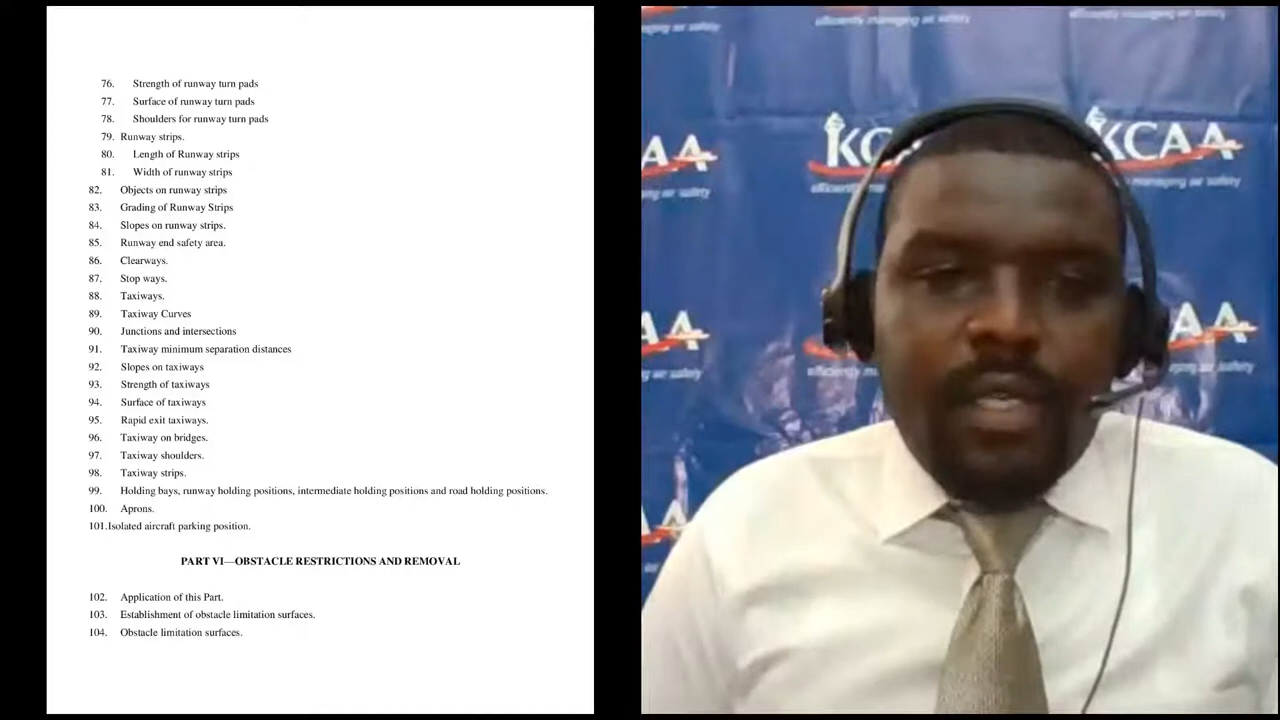 76. Strength of runway turn pads
77. Surface of runway turn pads
78. Shoulders for runway turn pads
79. Runway strips.
80. Length of Runway strips
81. Width of runway strips
82. Objects on runway strips
83. Grading of Runway Strips
84. Slopes on runway strips.
85. Runway end safety area.
86. Clearways.
87. Stop ways.
88. Taxiways.
89. Taxiway Curves
90. Junctions and intersections
91. Taxiway minimum separation distances
92. Slopes on taxiways
93. Strength of taxiways
94. Surface of taxiways
95. Rapid exit taxiways.
96. Taxiway on bridges.
97. Taxiway shoulders.
98. Taxiway strips.
99. Holding bays, runway holding positions, intermediate holding positions and road holding positions.
100. Aprons.
101.Isolated aircraft parking position.
PART VI—OBSTACLE RESTRICTIONS AND REMOVAL
102. Application of this Part.
103. Establishment of obstacle limitation surfaces.
104. Obstacle limitation surfaces.
efficiently managing air safety
KCAA
managing air safety